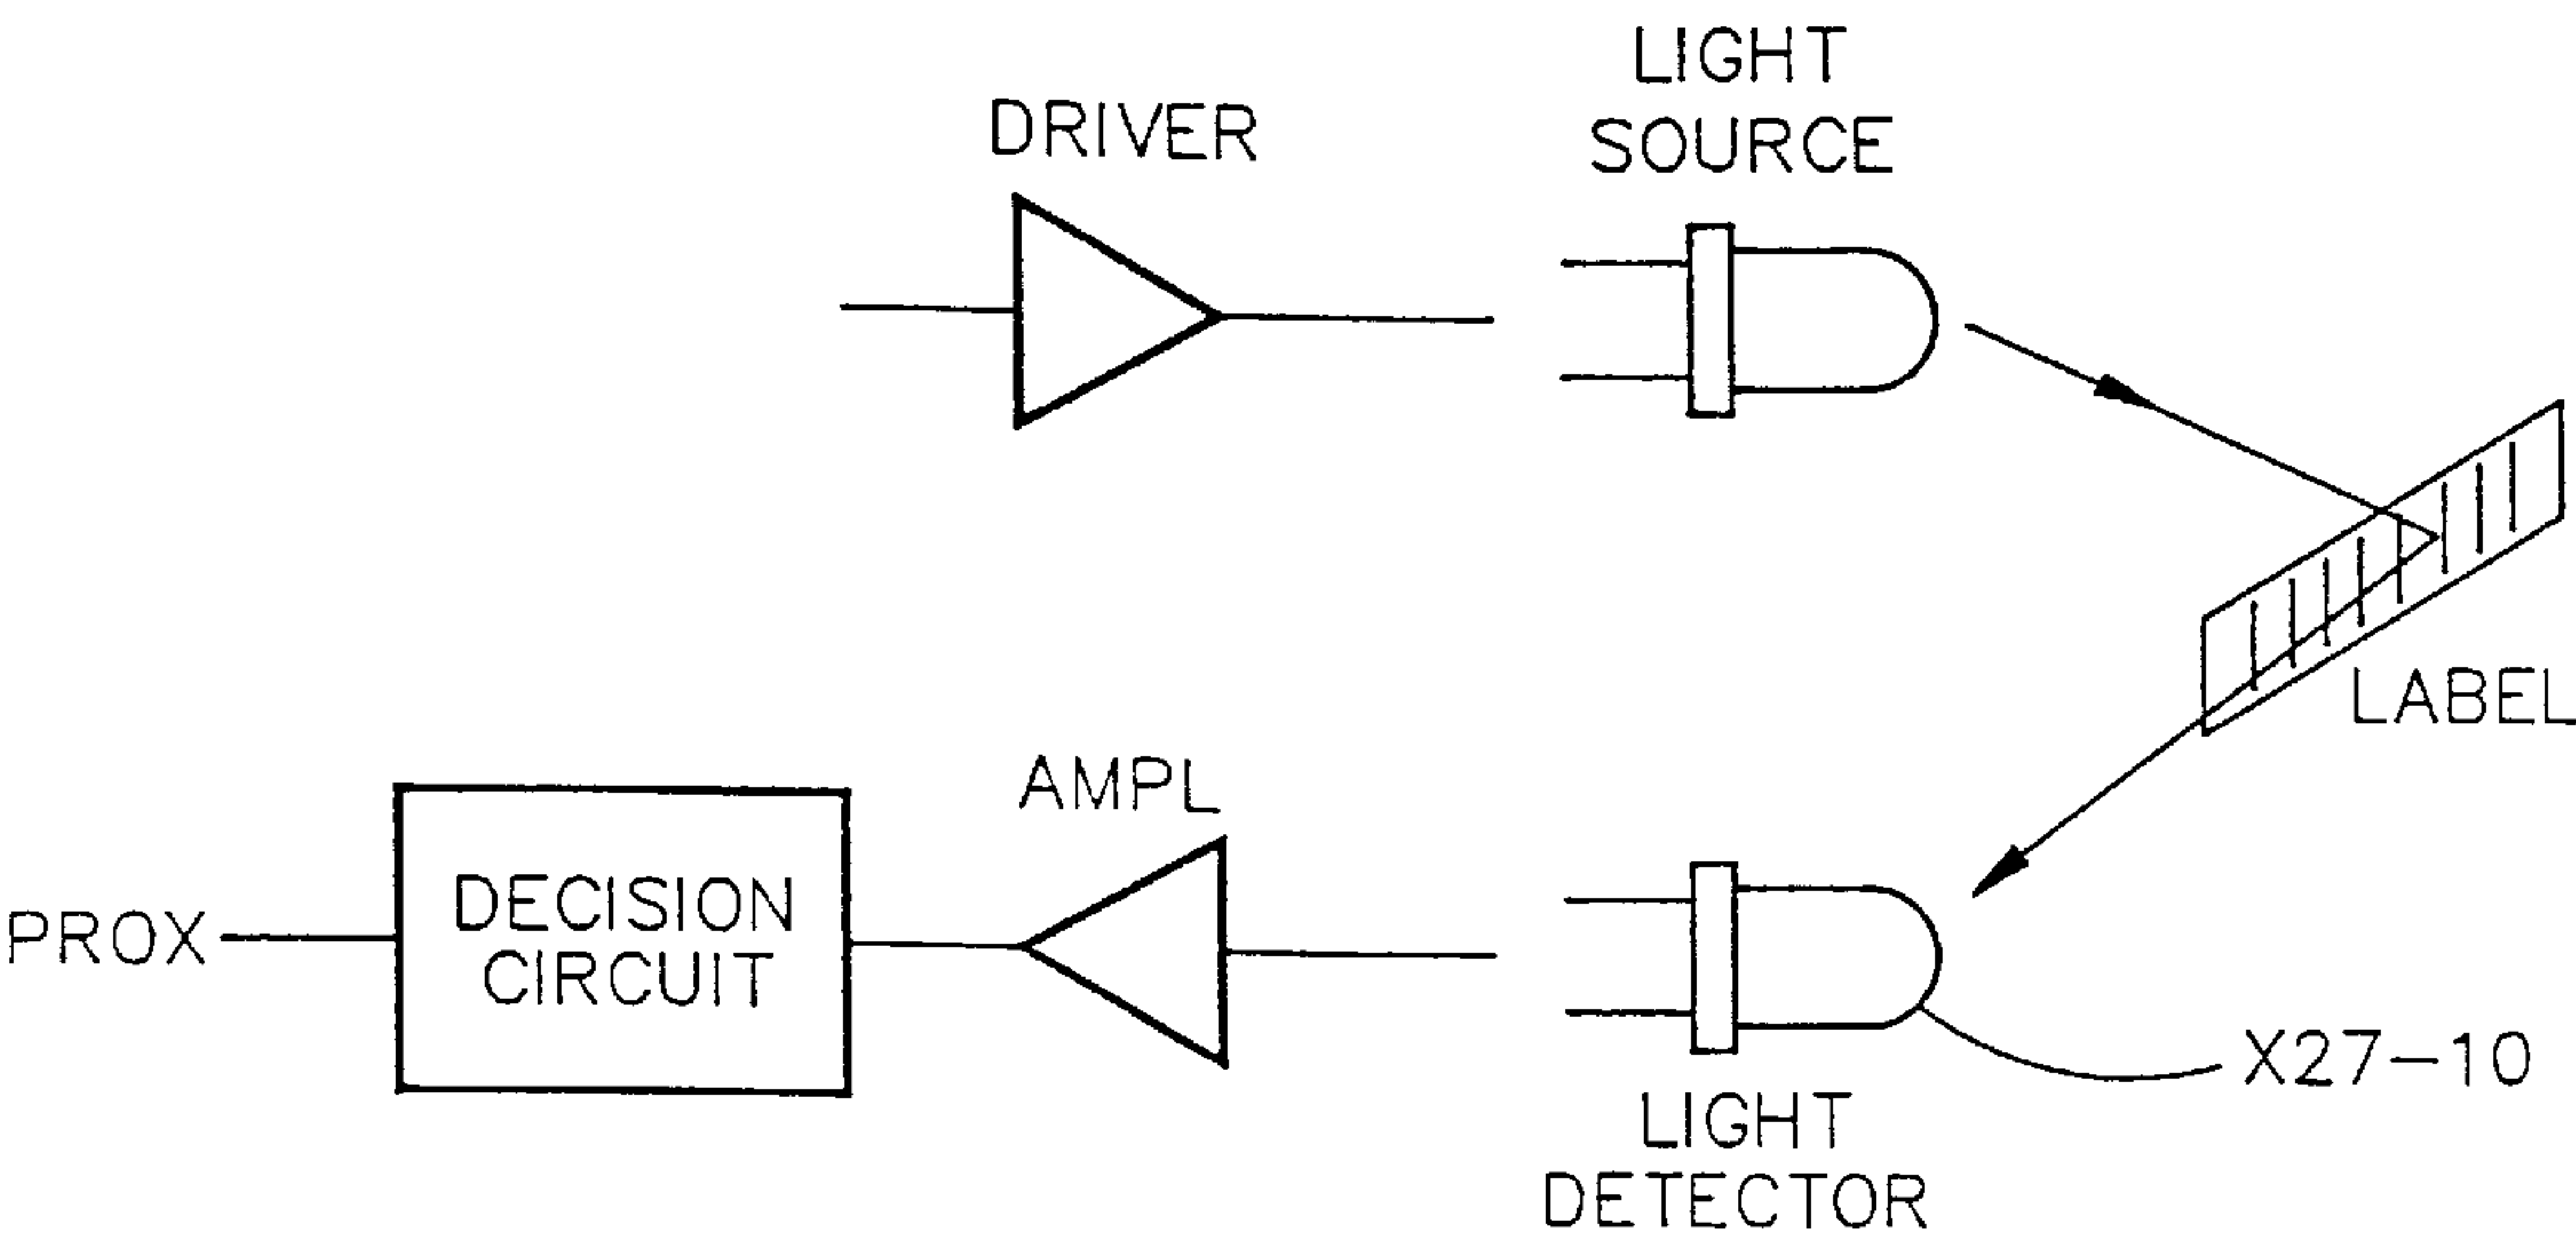 LIGHT
SOURCE
DRIVER
LABEL
AMPL
PROX
DECISION
CIRCUIT
X27-10
LIGHT
DETECTOR